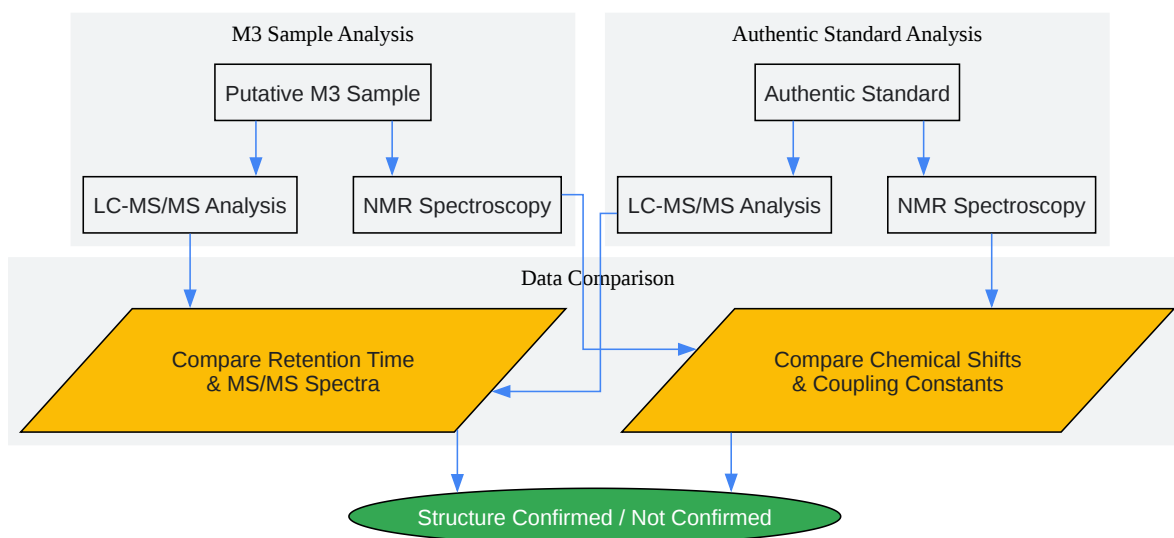 M3 Sample Analysis
Authentic Standard Analysis
Putative M3 Sample
Authentic Standard
LC-MS/MS Analysis
NMR Spectroscopy
LC-MS/MS Analysis
NMR Spectroscopy
Data Comparison
Compare Retention Time
& MS/MS Spectra
Compare Chemical Shifts
& Coupling Constants
Structure Confirmed / Not Confirmed